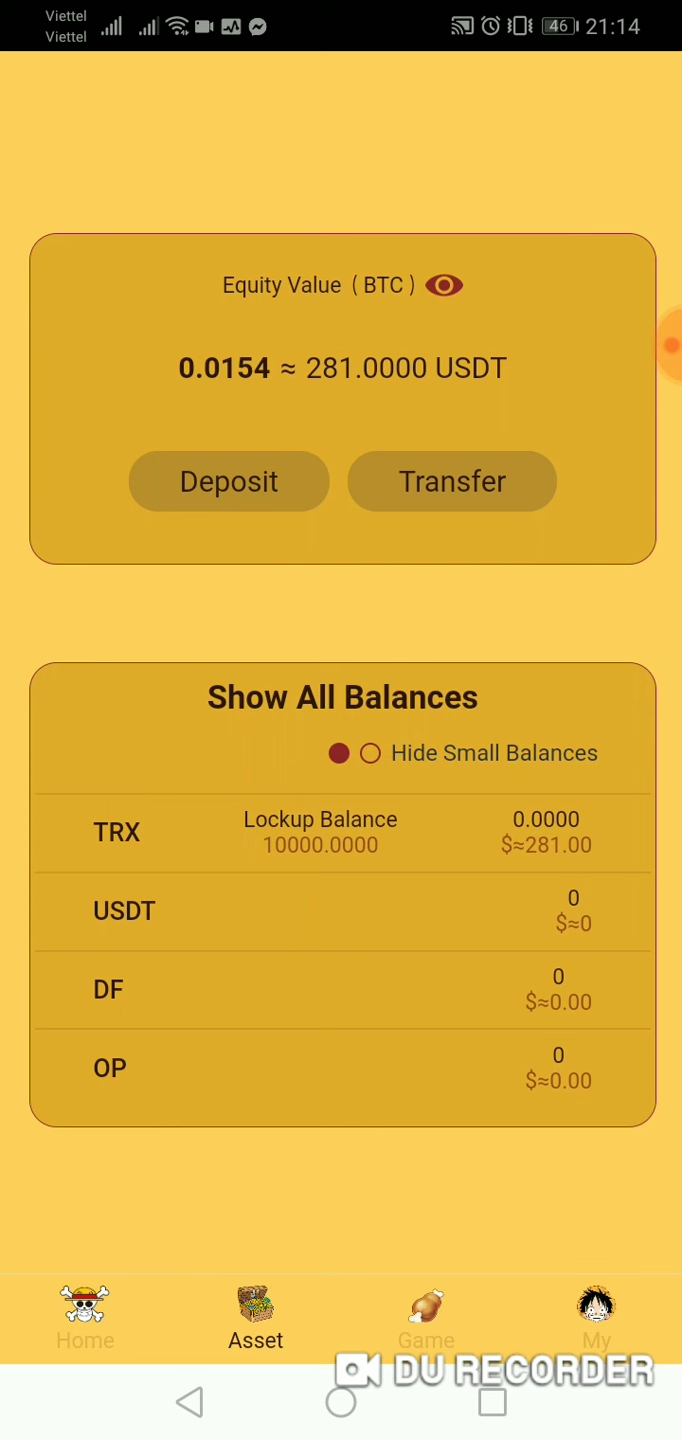 Viettel
Viettel
46
21:14
Equity Value ( BTC )
0.0154 ≈ 281.0000 USDT
Deposit
Transfer
Show All Balances
Hide Small Balances
TRX
Lockup Balance
10000.0000
0.0000
$≈281.00
USDT
0
$≈0
DF
0
$≈0.00
OP
0
$≈0.00
Home
Asset
Game
My
DU RECORDER